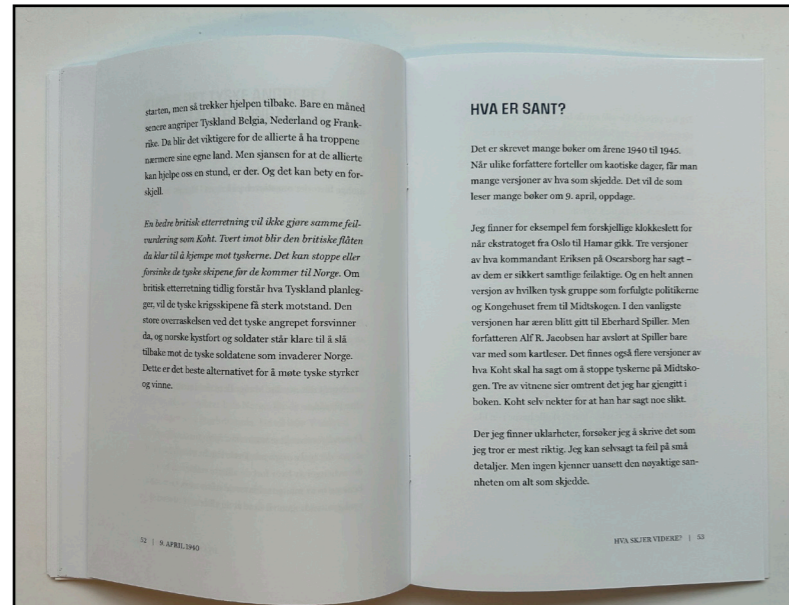 starten, men så trekker hjelpen tilbake. Bare en måned
senere angriper Tyskland Belgia, Nederland og Frank-
rike. Da blir det viktigere for de allierte å ha troppene
nærmere sine egne land. Men sjansen for at de allierte
kan hjelpe oss en stund, er der. Og det kan bety en for-
skjell.
En bedre britisk etterretning vil ikke gjøre samme feil-
vurdering som Koht. Tvert imot blir den britiske flåten
da klar til å kjempe mot tyskerne. Det kan stoppe eller
forsinke de tyske skipene før de kommer til Norge. Om
britisk etterretning tidlig forstår hva Tyskland planleg-
ger, vil de tyske krigsskipene få sterk motstand. Den
store overraskelsen ved det tyske angrepet forsvinner
da, og norske kystfort og soldater står klare til å slå
tilbake mot de tyske soldatene som invaderer Norge.
Dette er det beste alternativet for å møte tyske styrker
og vinne.
52 | 9. APRIL 1940
HVA ER SANT?
Det er skrevet mange bøker om årene 1940 til 1945.
Når ulike forfattere forteller om kaotiske dager, får man
mange versjoner av hva som skjedde. Det vil de som
leser mange bøker om 9. april, oppdage.
Jeg finner for eksempel fem forskjellige klokkeslett for
når ekstratoget fra Oslo til Hamar gikk. Tre versjoner
av hva kommandant Eriksen på Oscarsborg har sagt –
av dem er sikkert samtlige feilaktige. Og en helt annen
versjon av hvilken tysk gruppe som forfulgte politikerne
og Kongehuset frem til Midtskogen. I den vanligste
versjonen har æren blitt gitt til Eberhard Spiller. Men
forfatteren Alf R. Jacobsen har avslørt at Spiller bare
var med som kartleser. Det finnes også flere versjoner av
hva Koht skal ha sagt om å stoppe tyskerne på Midtsko-
gen. Tre av vitnene sier omtrent det jeg har gjengitt i
boken. Koht selv nekter for at han har sagt noe slikt.
Der jeg finner uklarheter, forsøker jeg å skrive det som
jeg tror er mest riktig. Jeg kan selvsagt ta feil på små
detaljer. Men ingen kjenner uansett den nøyaktige san-
nheten om alt som skjedde.
HVA SKJER VIDERE? | 53